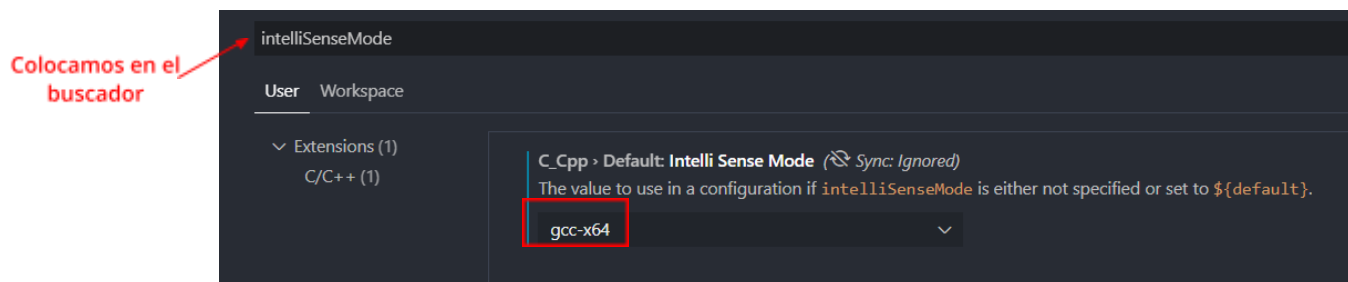 intelliSenseMode
Colocamos en el
buscador
User Workspace
Extensions (1)
C/C++ (1)
C_Cpp › Default: Intelli Sense Mode (Sync: Ignored)
The value to use in a configuration if intelliSenseMode is either not specified or set to ${default}.
gcc-x64